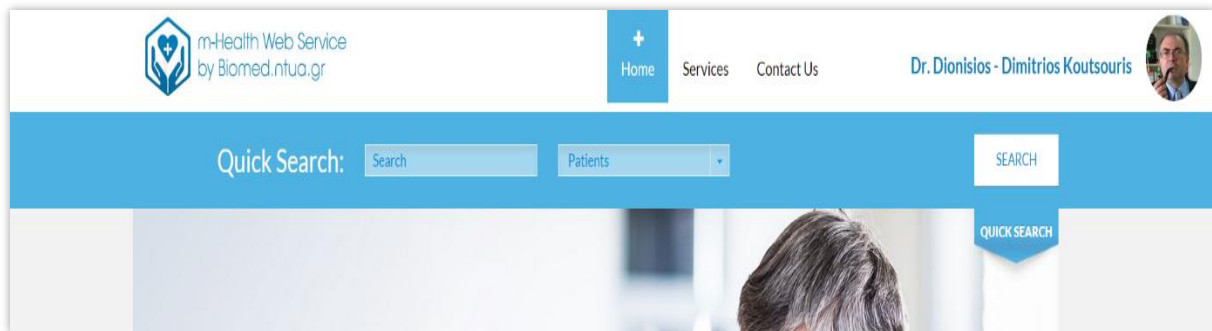 m-Health Web Service
by Biomed.ntua.gr
Home
Services
Contact Us
Dr. Dionisios - Dimitrios Koutsouris
Quick Search:
Search
Patients
SEARCH
QUICK SEARCH